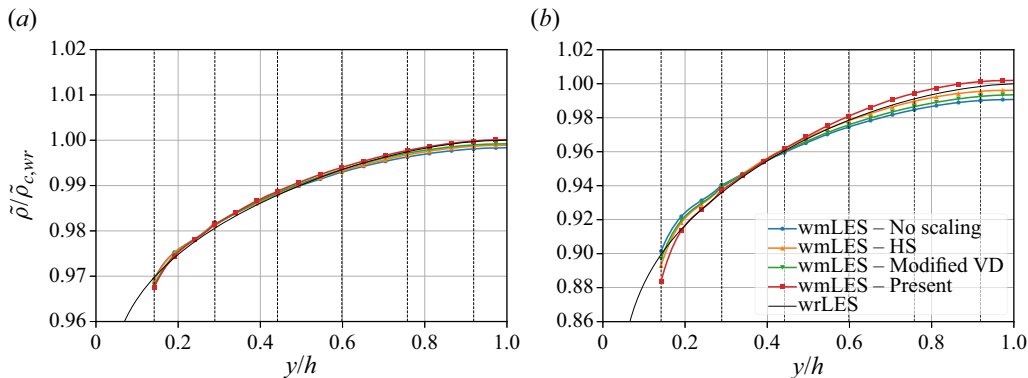 (a)
1.02
1.01
1.00
0.99
0.98
0.97
0.96
ρ̃/ρ̃c,wr
0
0.2
0.4
0.6
0.8
1.0
y/h
(b)
1.02
1.00
0.98
0.96
0.94
0.92
0.90
0.88
0.86
wmLES – No scaling
wmLES – HS
wmLES – Modified VD
wmLES – Present
wrLES
0
0.2
0.4
0.6
0.8
1.0
y/h